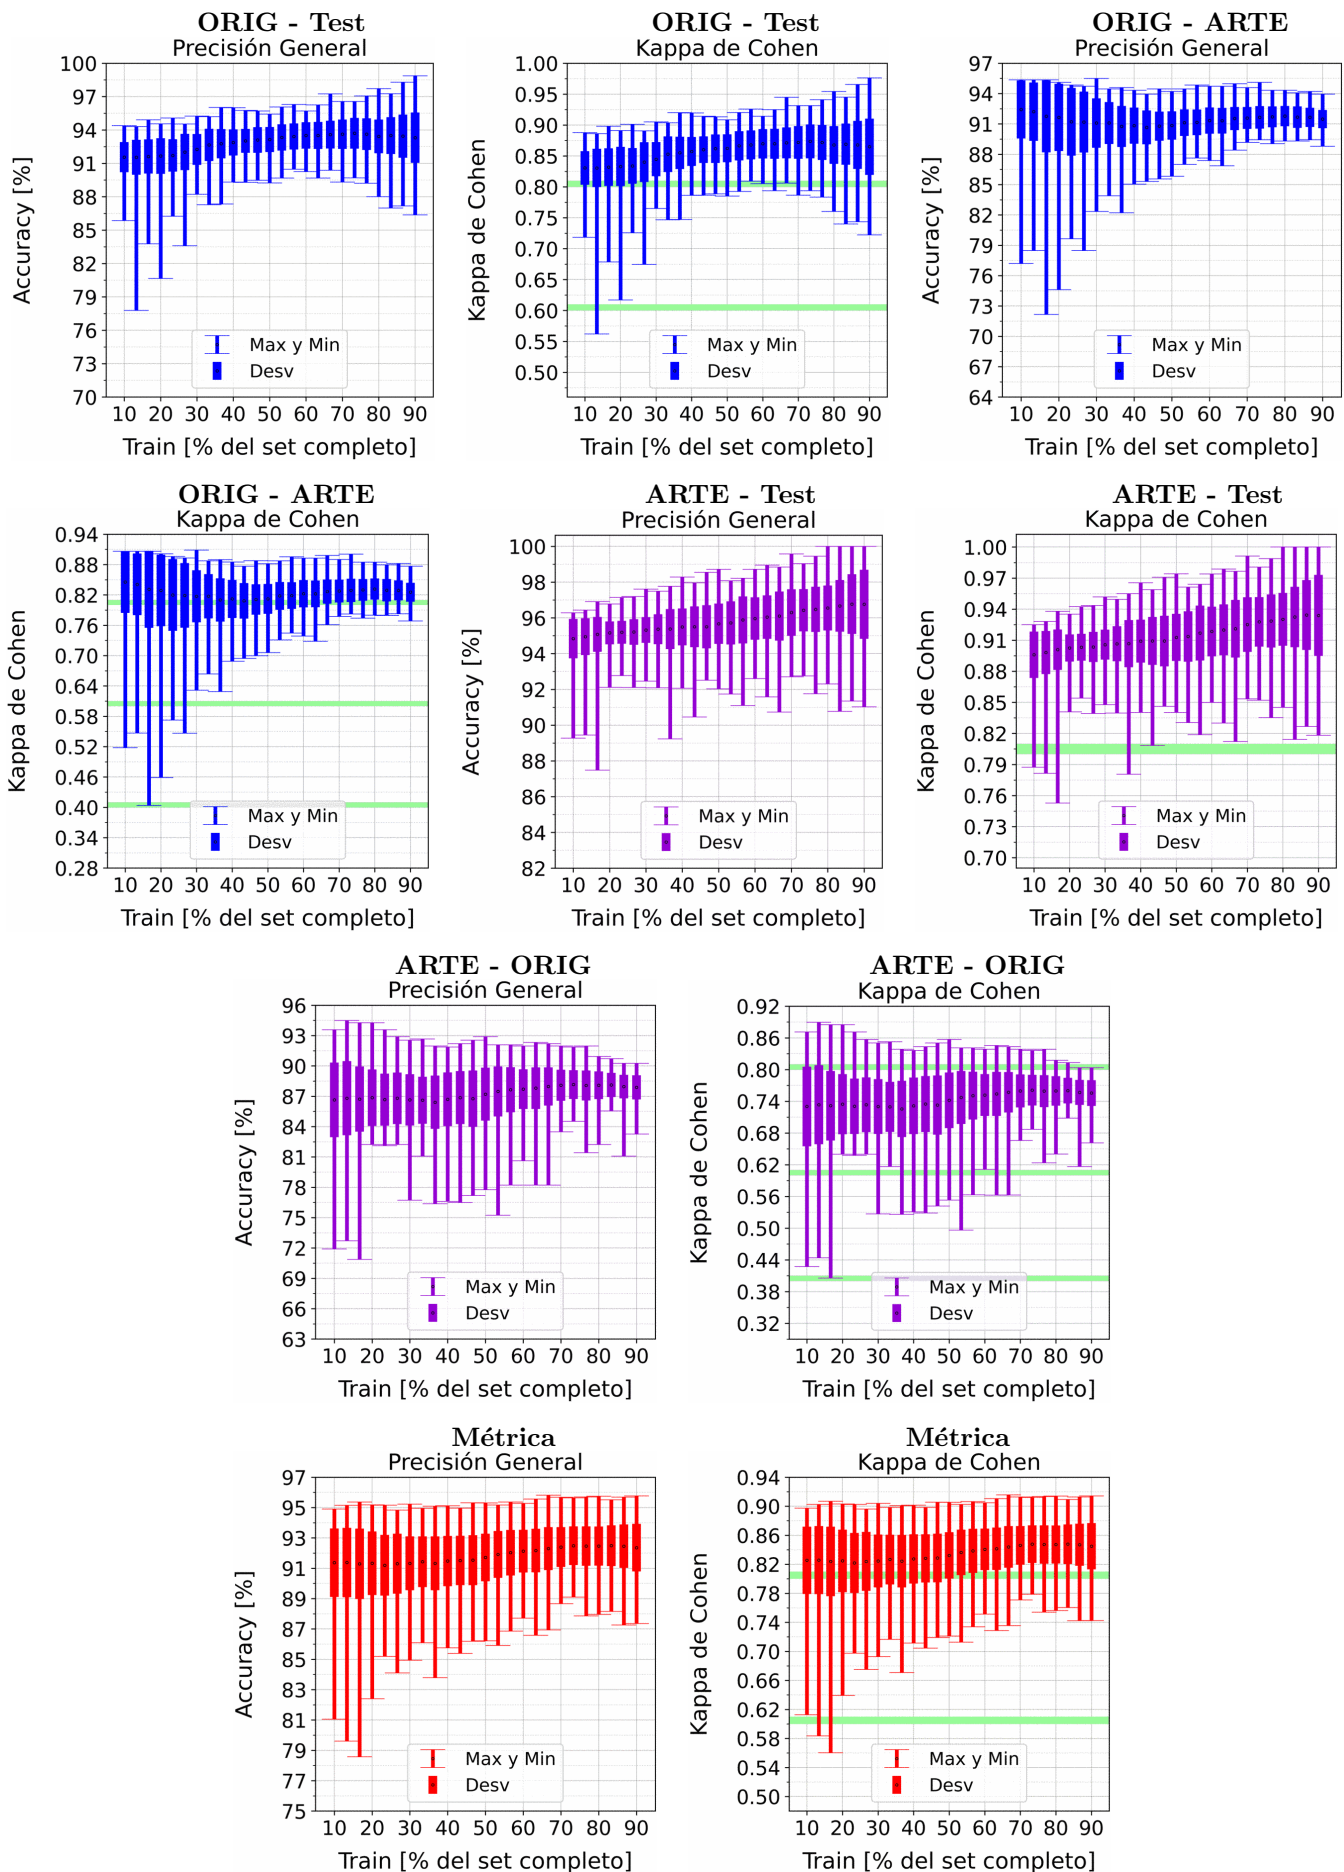 ORIG - Test
Precisión General
100
97
94
91
88
85
82
79
76
73
70
Accuracy [%]
Max y Min
Desv
10 20 30 40 50 60 70 80 90
Train [% del set completo]
ORIG - Test
Kappa de Cohen
1.00
0.95
0.90
0.85
0.80
0.75
0.70
0.65
0.60
0.55
0.50
Kappa de Cohen
Max y Min
Desv
10 20 30 40 50 60 70 80 90
Train [% del set completo]
ORIG - ARTE
Precisión General
97
94
91
88
85
82
79
76
73
70
67
64
Accuracy [%]
Max y Min
Desv
10 20 30 40 50 60 70 80 90
Train [% del set completo]
ORIG - ARTE
Kappa de Cohen
0.94
0.88
0.82
0.76
0.70
0.64
0.58
0.52
0.46
0.40
0.34
0.28
Kappa de Cohen
Max y Min
Desv
10 20 30 40 50 60 70 80 90
Train [% del set completo]
ARTE - Test
Precisión General
100
98
96
94
92
90
88
86
84
82
Accuracy [%]
Max y Min
Desv
10 20 30 40 50 60 70 80 90
Train [% del set completo]
ARTE - Test
Kappa de Cohen
1.00
0.97
0.94
0.91
0.88
0.85
0.82
0.79
0.76
0.73
0.70
Kappa de Cohen
Max y Min
Desv
10 20 30 40 50 60 70 80 90
Train [% del set completo]
ARTE - ORIG
Precisión General
96
93
90
87
84
81
78
75
72
69
66
63
Accuracy [%]
Max y Min
Desv
10 20 30 40 50 60 70 80 90
Train [% del set completo]
ARTE - ORIG
Kappa de Cohen
0.92
0.86
0.80
0.74
0.68
0.62
0.56
0.50
0.44
0.38
0.32
Kappa de Cohen
Max y Min
Desv
10 20 30 40 50 60 70 80 90
Train [% del set completo]
Métrica
Precisión General
97
95
93
91
89
87
85
83
81
79
77
75
Accuracy [%]
Max y Min
Desv
10 20 30 40 50 60 70 80 90
Train [% del set completo]
Métrica
Kappa de Cohen
0.94
0.90
0.86
0.82
0.78
0.74
0.70
0.66
0.62
0.58
0.54
0.50
Kappa de Cohen
Max y Min
Desv
10 20 30 40 50 60 70 80 90
Train [% del set completo]